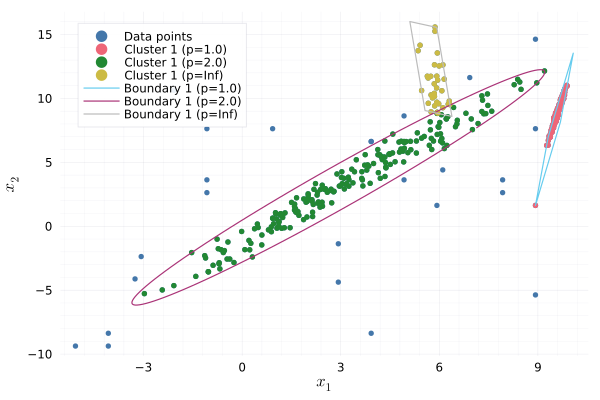 15
10
5
0
−5
−10
−3
0
3
6
9
x₂
x₁
Data points
Cluster 1 (p=1.0)
Cluster 1 (p=2.0)
Cluster 1 (p=Inf)
Boundary 1 (p=1.0)
Boundary 1 (p=2.0)
Boundary 1 (p=Inf)